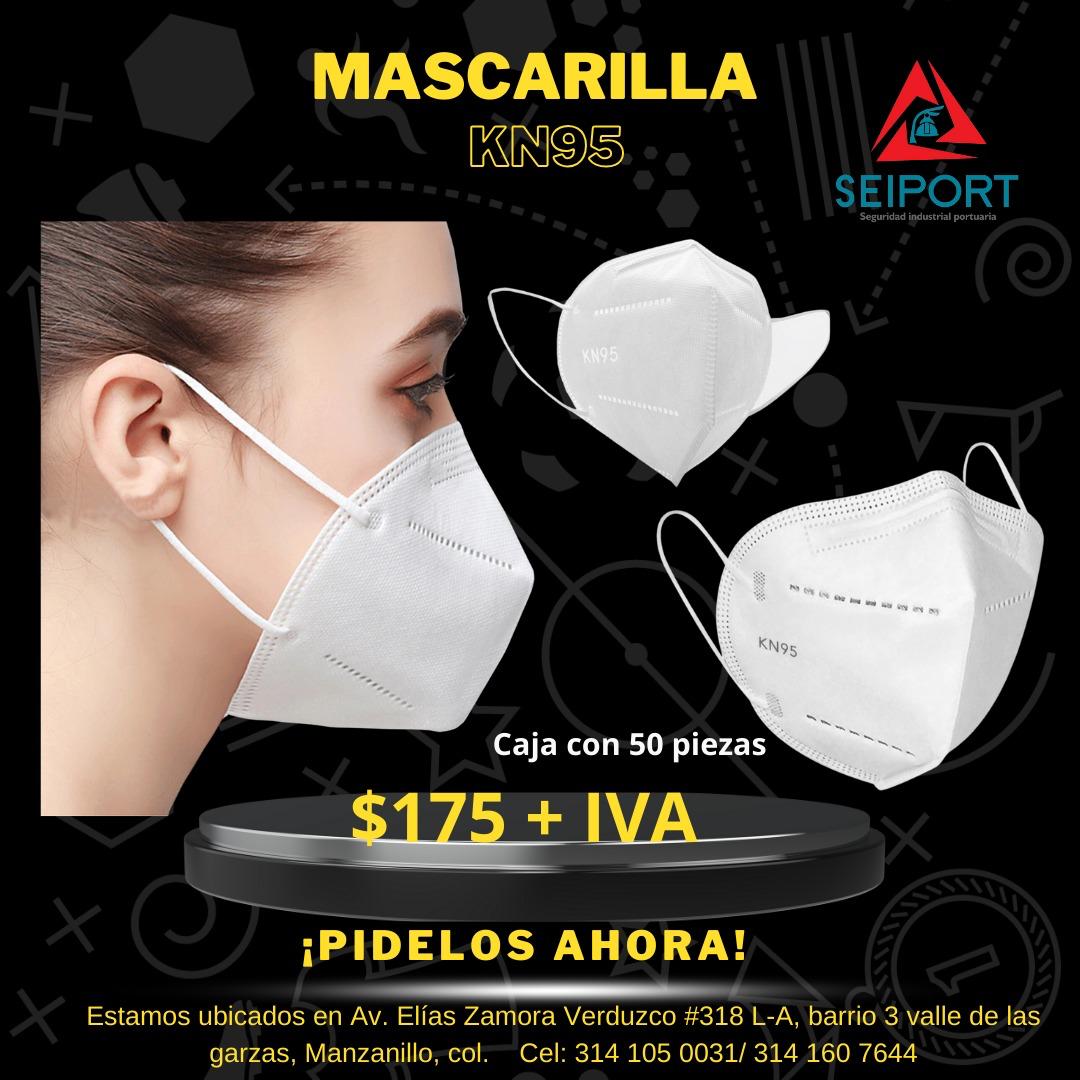 MASCARILLA
KN95
SEIPORT
Seguridad industrial portuaria
KN95
KN95
Caja con 50 piezas
$175 + IVA
¡PIDELOS AHORA!
Estamos ubicados en Av. Elías Zamora Verduzco #318 L-A, barrio 3 valle de las
garzas, Manzanillo, col. Cel: 314 105 0031/ 314 160 7644